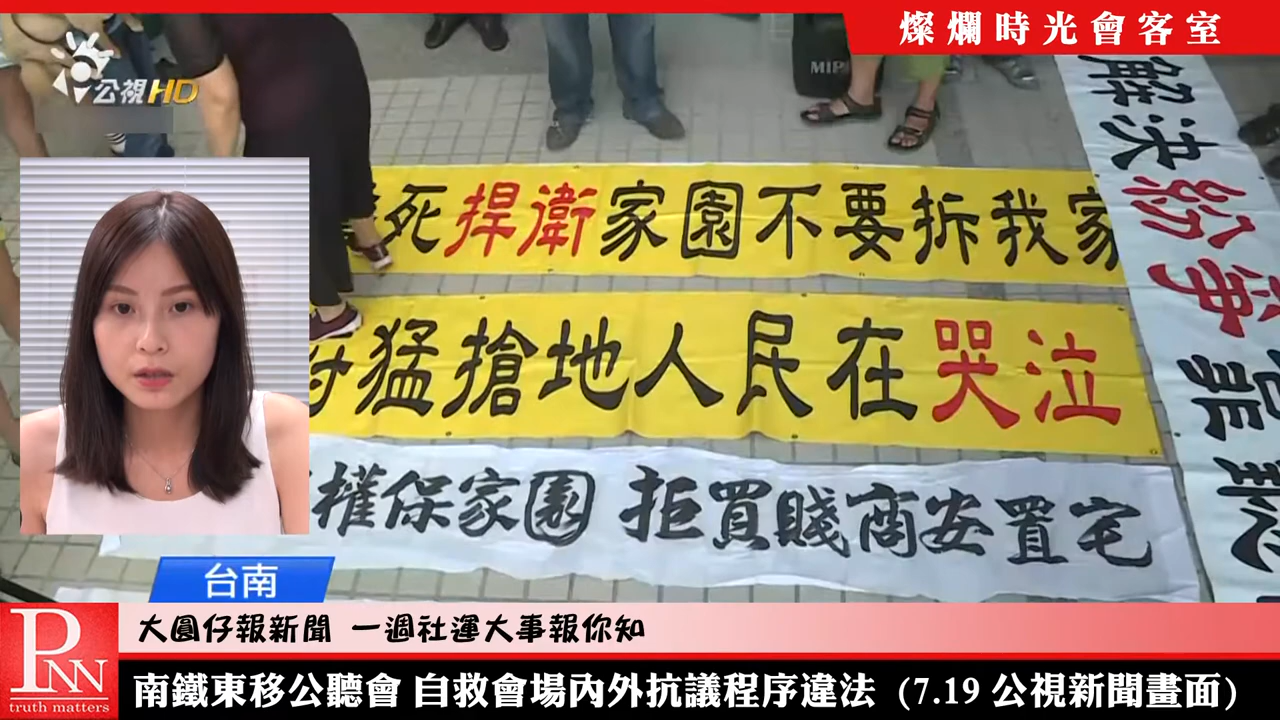 燦爛時光會客室
公視HD
MIP
死捍衛家園不要拆我家
猛搶地人民在哭泣
權保家園 拒買賤商安置宅
解決紛爭
台南
大圓仔報新聞 一週社運大事報你知
PNN
truth matters
南鐵東移公聽會 自救會場內外抗議程序違法 (7.19 公視新聞畫面)